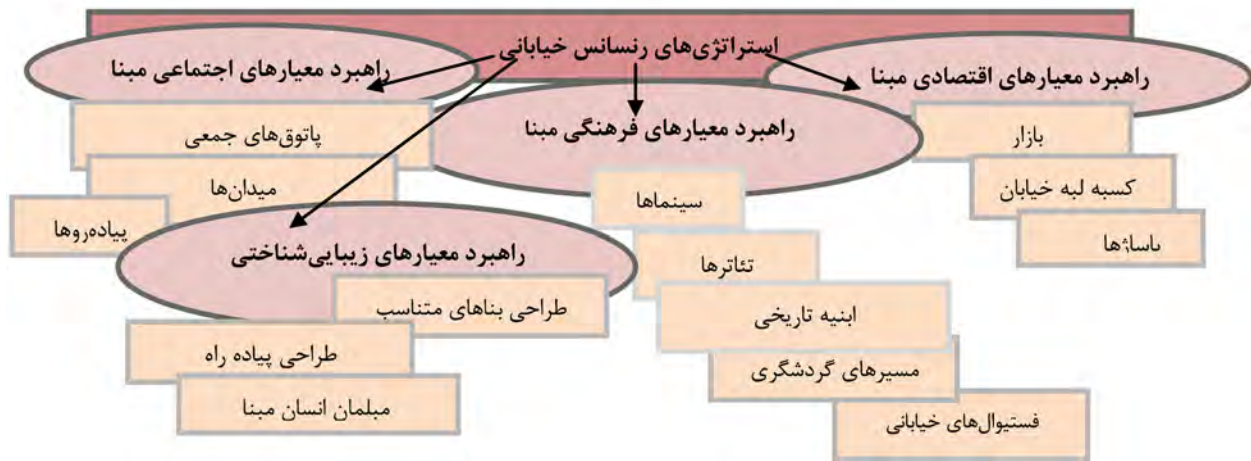 استراتژی‌های رنسانس خیابانی
راهبرد معیارهای اقتصادی مبنا
بازار
کسبه لبه خیابان
پاساژها
راهبرد معیارهای فرهنگی مبنا
سینماها
تئاترها
ابنیه تاریخی
مسیرهای گردشگری
فستیوال‌های خیابانی
راهبرد معیارهای اجتماعی مبنا
پاتوق‌های جمعی
میدان‌ها
پیاده‌روها
راهبرد معیارهای زیبایی‌شناختی
طراحی بناهای متناسب
طراحی پیاده راه
مبلمان انسان مبنا